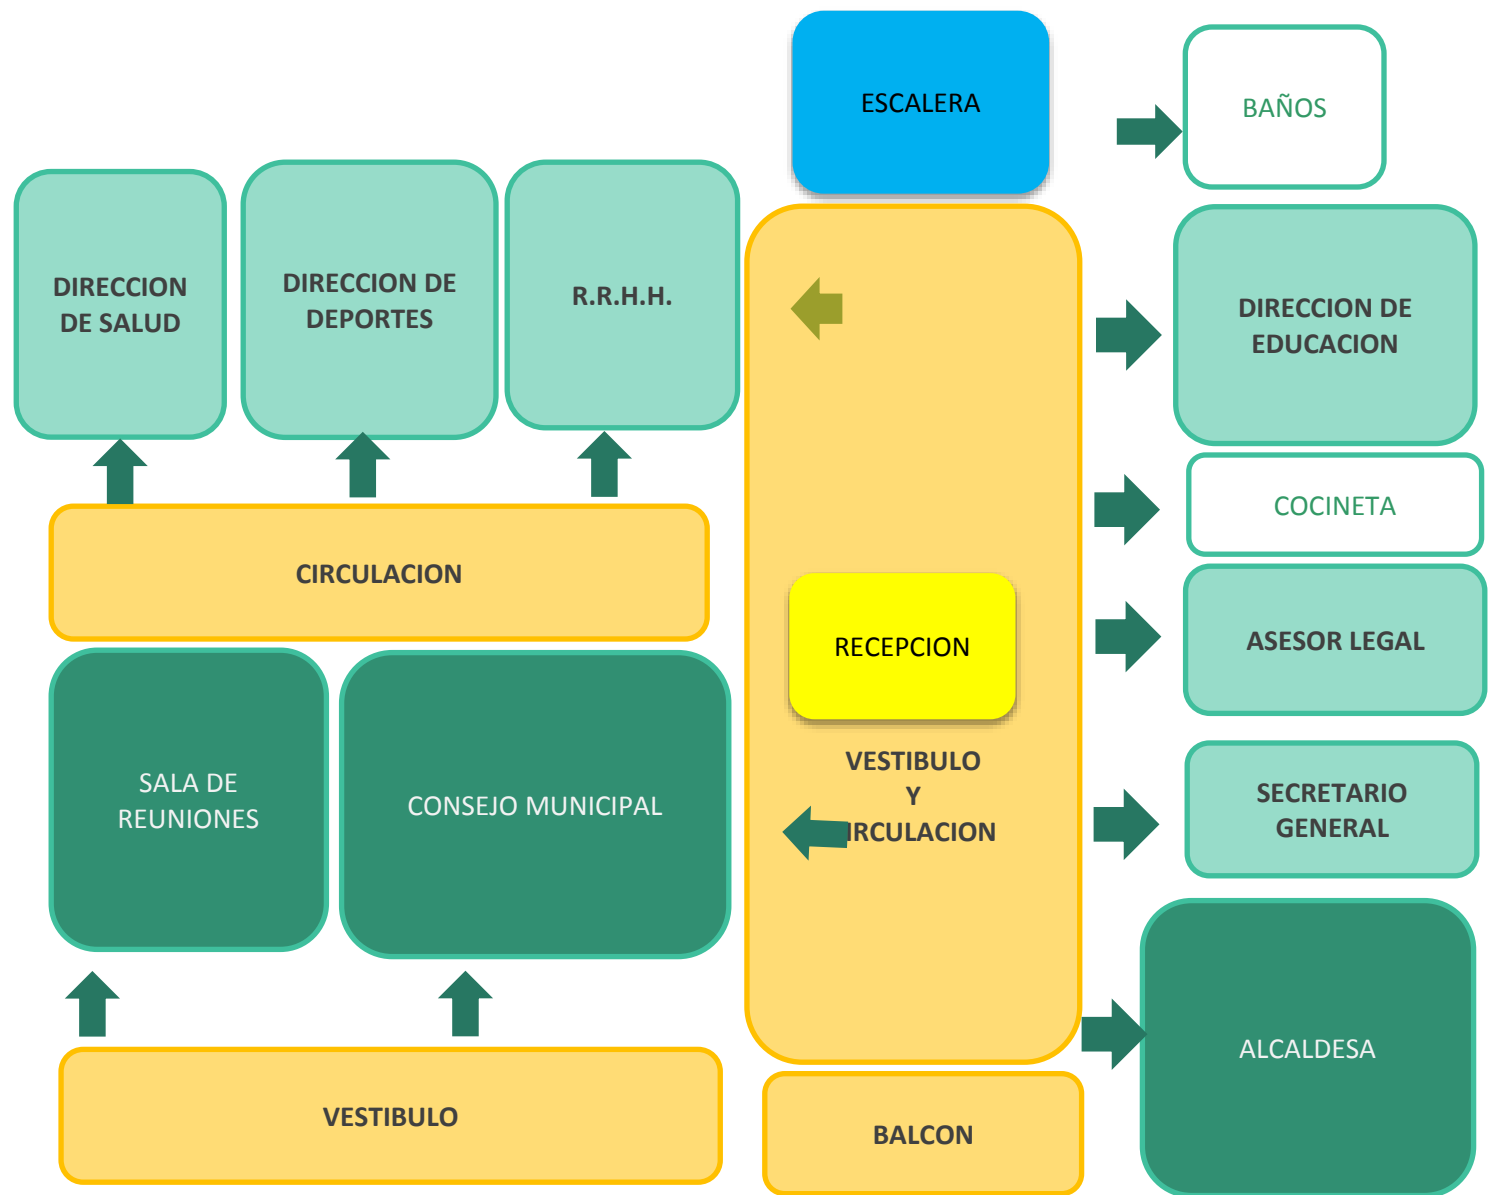 ESCALERA
BAÑOS
DIRECCION
DE SALUD
DIRECCION DE
DEPORTES
R.R.H.H.
DIRECCION DE
EDUCACION
COCINETA
CIRCULACION
RECEPCION
ASESOR LEGAL
SALA DE
REUNIONES
CONSEJO MUNICIPAL
VESTIBULO
Y
IRCULACION
SECRETARIO
GENERAL
ALCALDESA
VESTIBULO
BALCON